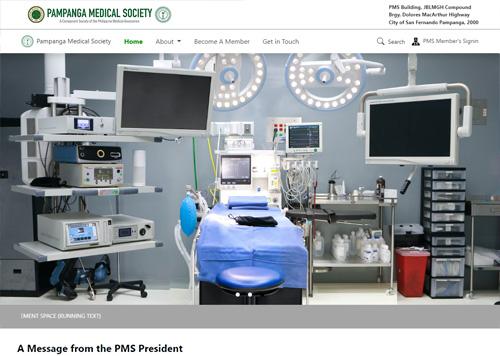 PAMPANGA MEDICAL SOCIETY
A Component Society of the Philippine Medical Association
PMS Building, JBLMGH Compound
Brgy. Dolores MacArthur Highway
City of San Fernando Pampanga, 2000
Pampanga Medical Society Home About Become A Member Get in Touch Search PMS Member's Signin
MENT SPACE (RUNNING TEXT)
A Message from the PMS President